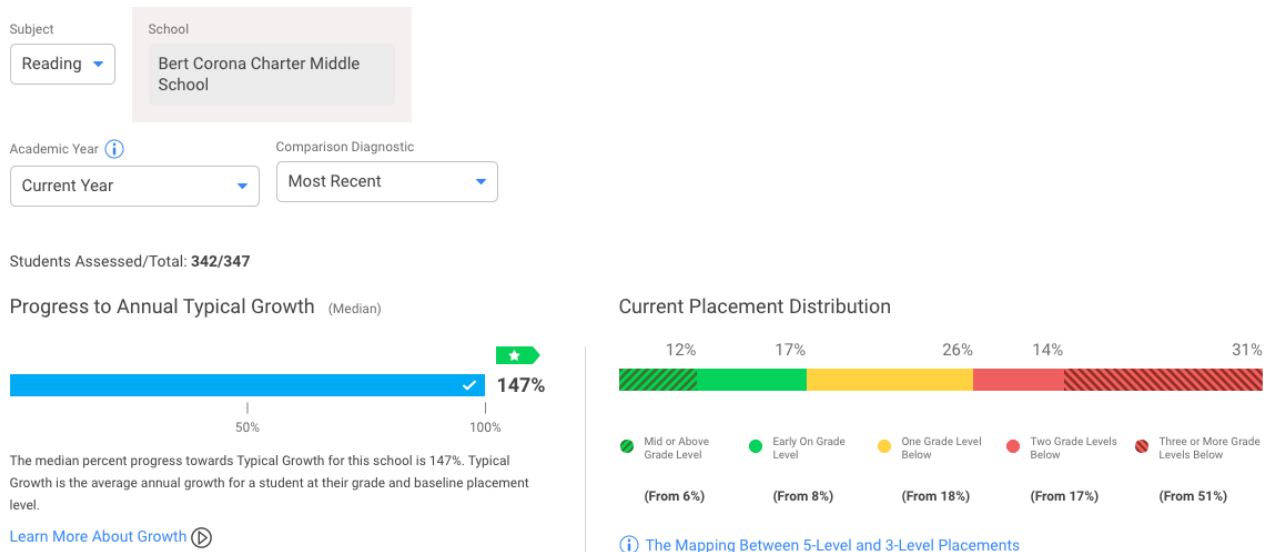 Subject
School
Reading
Bert Corona Charter Middle
School
Academic Year
Comparison Diagnostic
Current Year
Most Recent
Students Assessed/Total: 342/347
Progress to Annual Typical Growth (Median)
147%
50%
100%
The median percent progress towards Typical Growth for this school is 147%. Typical
Growth is the average annual growth for a student at their grade and baseline placement
level.
Learn More About Growth
Current Placement Distribution
12% 17% 26% 14% 31%
Mid or Above
Grade Level
Early On Grade
Level
One Grade Level
Below
Two Grade Levels
Below
Three or More Grade
Levels Below
(From 6%) (From 8%) (From 18%) (From 17%) (From 51%)
The Mapping Between 5-Level and 3-Level Placements